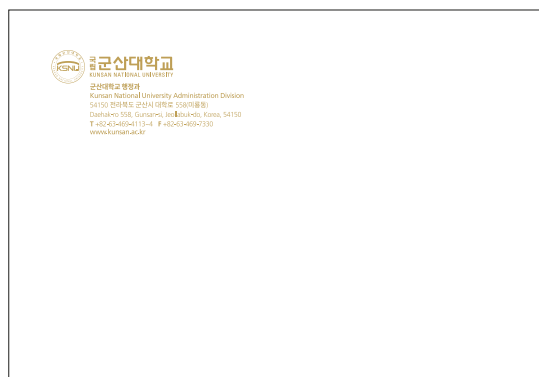 KSNU
국립 군산대학교
KUNSAN NATIONAL UNIVERSITY
군산대학교 행정과
Kunsan National University Administration Division
54150 전라북도 군산시 대학로 558(미룡동)
Daehak-ro 558, Gunsan-si, Jeollabuk-do, Korea, 54150
T +82-63-469-4113~4 F +82-63-469-7330
www.kunsan.ac.kr